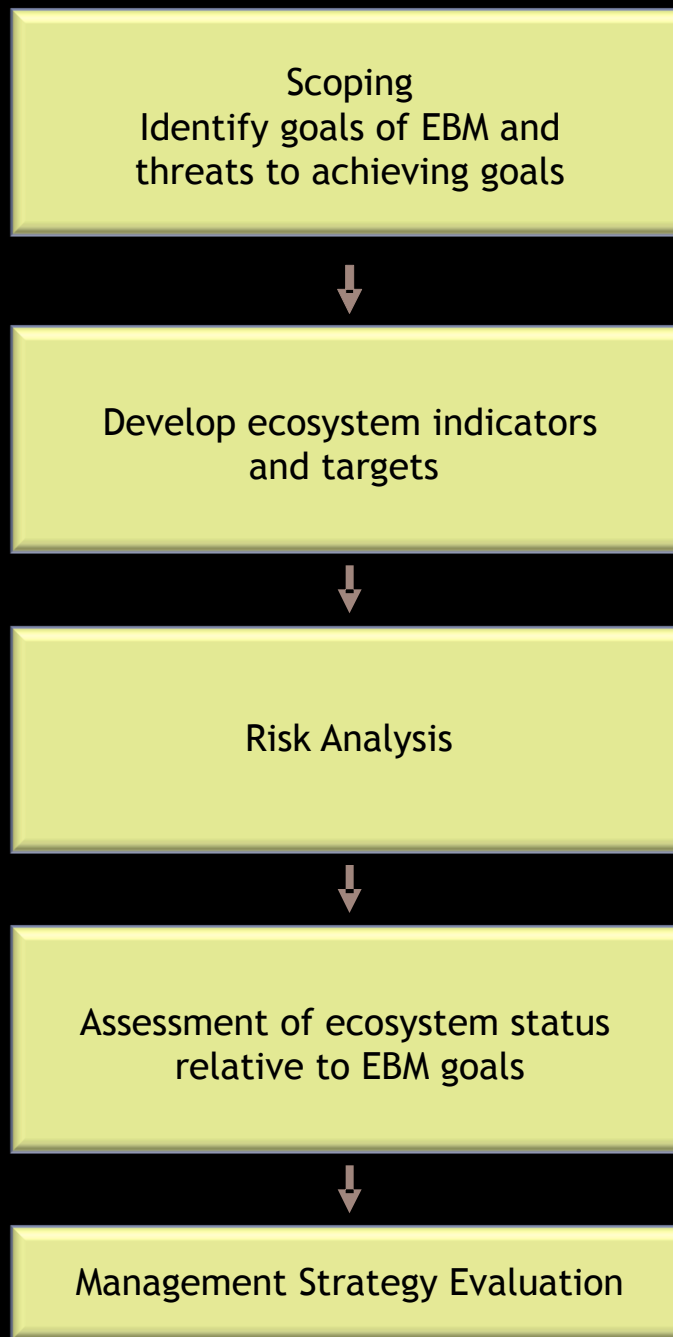 Scoping
Identify goals of EBM and
threats to achieving goals
Develop ecosystem indicators
and targets
Risk Analysis
Assessment of ecosystem status
relative to EBM goals
Management Strategy Evaluation